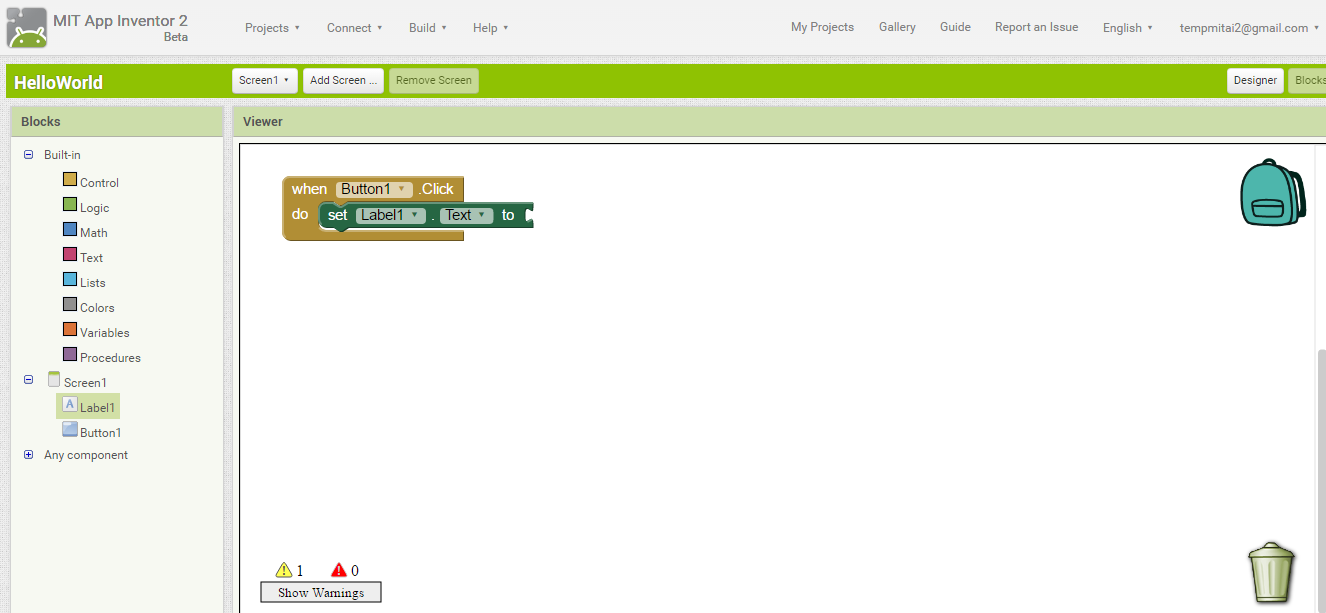 MIT App Inventor 2
Beta
Projects Connect Build Help
My Projects Gallery Guide Report an Issue English tempmitai2@gmail.com
HelloWorld
Screen1 Add Screen ... Remove Screen
Designer Blocks
Blocks
Viewer
Built-in
Control
Logic
Math
Text
Lists
Colors
Variables
Procedures
Screen1
A Label1
Button1
Any component
when Button1 .Click
do set Label1 . Text to
! 1 ! 0
Show Warnings